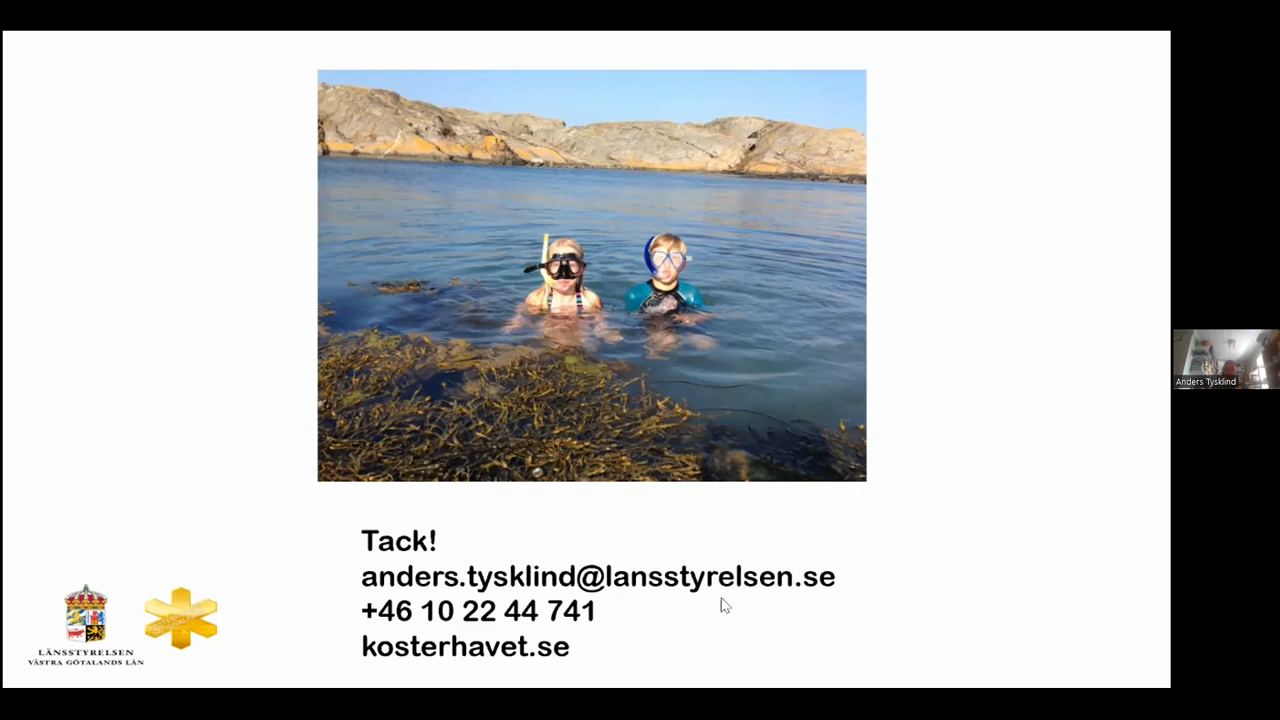 Tack!
anders.tysklind@lansstyrelsen.se
+46 10 22 44 741
kosterhavet.se
LÄNSSTYRELSEN
VÄSTRA GÖTALANDS LÄN
Anders Tysklind